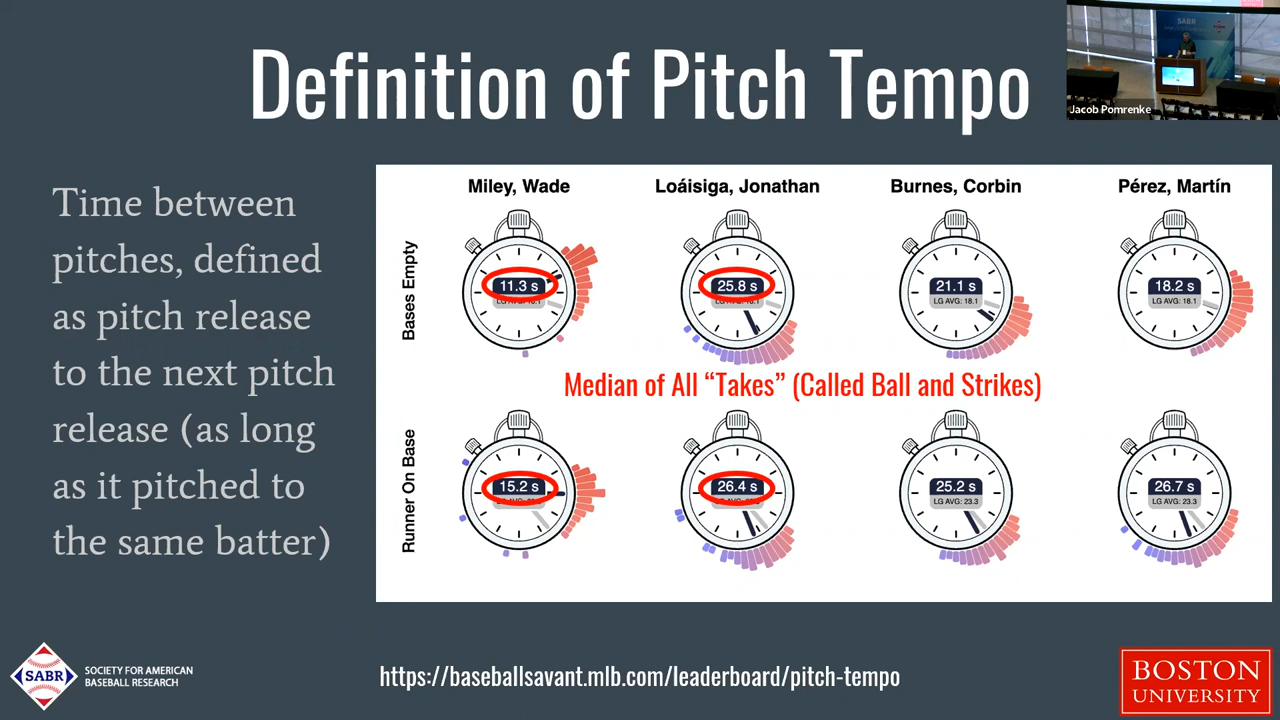 Definition of Pitch Tempo
Jacob Pomrenke
Time between
pitches, defined
as pitch release
to the next pitch
release (as long
as it pitched to
the same batter)
Miley, Wade
Loáisiga, Jonathan
Burnes, Corbin
Pérez, Martín
Bases Empty
11.3 s
25.8 s
21.1 s
LG AVG: 18.1
18.2 s
LG AVG: 18.1
Median of All “Takes” (Called Ball and Strikes)
Runner On Base
15.2 s
26.4 s
25.2 s
LG AVG: 23.3
26.7 s
LG AVG: 23.3
SABR
SOCIETY FOR AMERICAN
BASEBALL RESEARCH
https://baseballsavant.mlb.com/leaderboard/pitch-tempo
BOSTON
UNIVERSITY